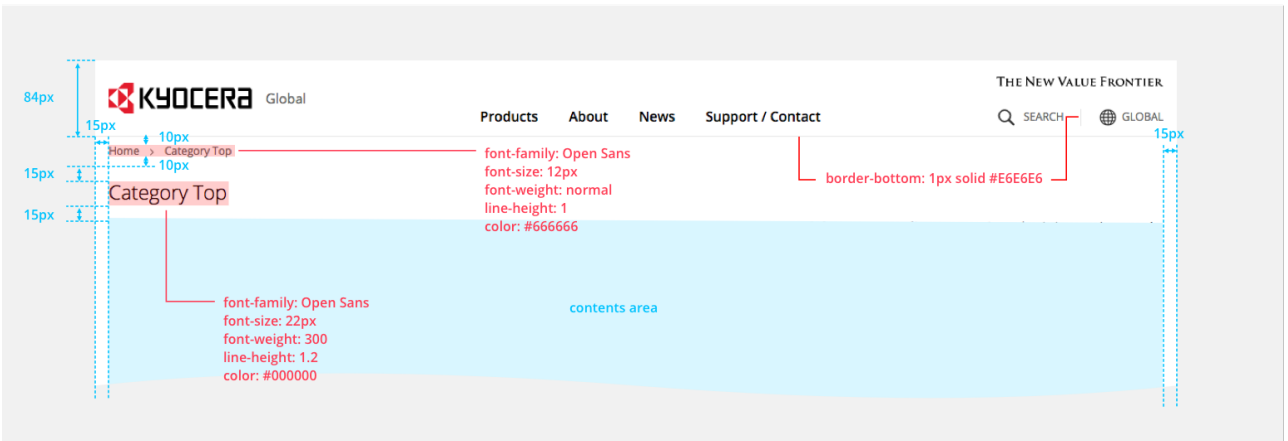 THE NEW VALUE FRONTIER
84px
KYOCERA Global
Products About News Support / Contact
SEARCH
GLOBAL
15px
10px
15px
Home > Category Top
10px
15px
Category Top
15px
font-family: Open Sans
font-size: 12px
font-weight: normal
line-height: 1
color: #666666
border-bottom: 1px solid #E6E6E6
font-family: Open Sans
font-size: 22px
font-weight: 300
line-height: 1.2
color: #000000
contents area